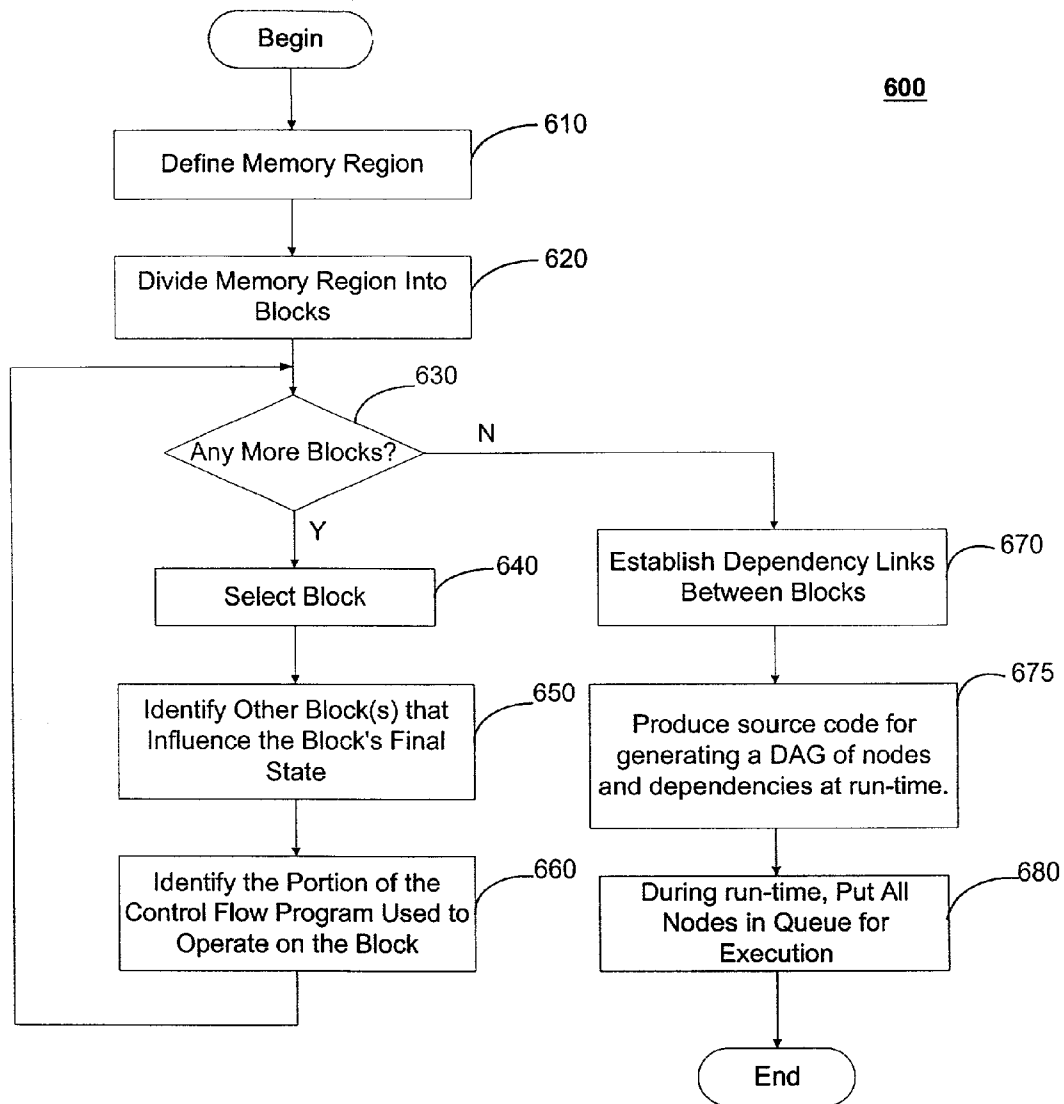 Begin
600
610
Define Memory Region
620
Divide Memory Region Into
Blocks
630
Any More Blocks?
N
Y
640
Select Block
650
Identify Other Block(s) that
Influence the Block's Final
State
660
Identify the Portion of the
Control Flow Program Used to
Operate on the Block
670
Establish Dependency Links
Between Blocks
675
Produce source code for
generating a DAG of nodes
and dependencies at run-time.
680
During run-time, Put All
Nodes in Queue for
Execution
End